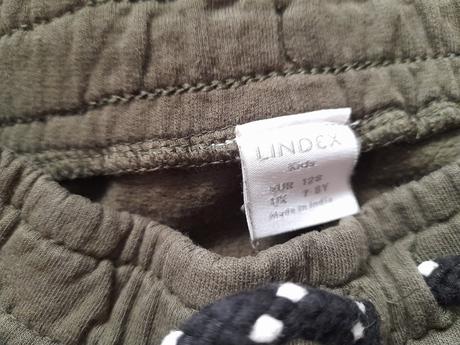 LINDEX
Kids
EUR 128
UK 7-8Y
Made in India